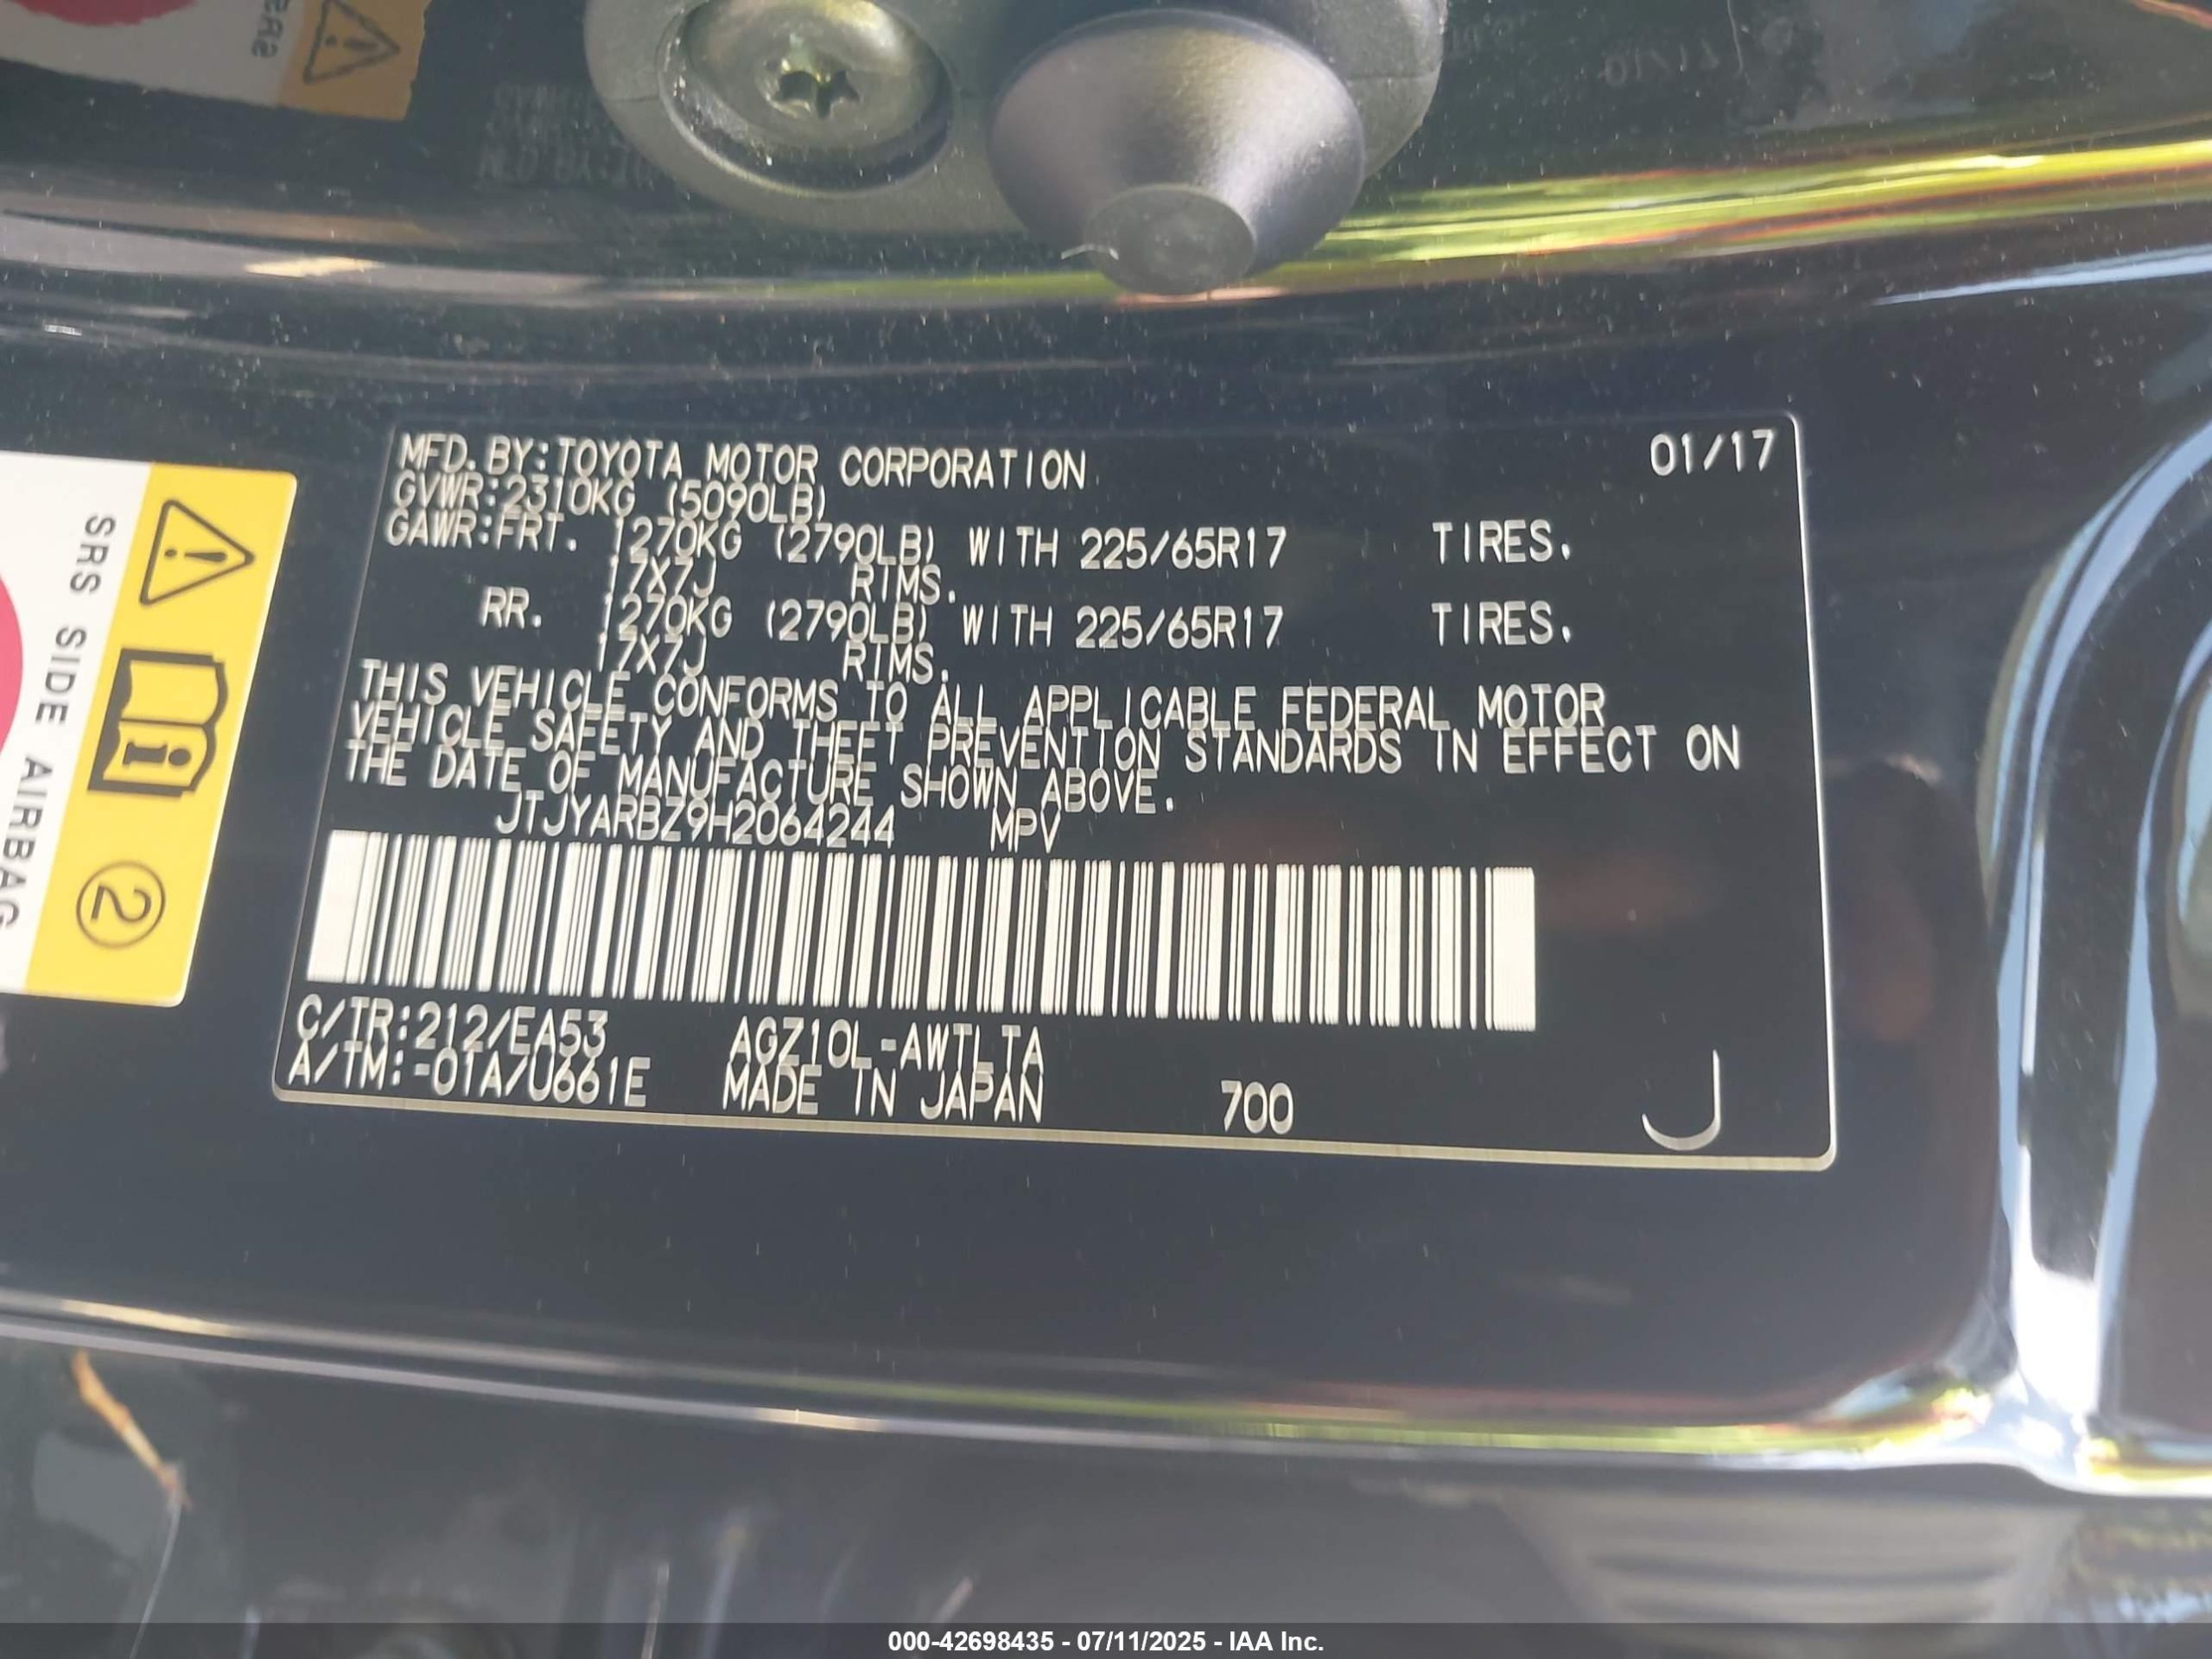 MFD.BY:TOYOTA MOTOR CORPORATION 01/17
GVWR:2310KG (5090LB)
GAWR:FRT. 1270KG (2790LB) WITH 225/65R17 TIRES.
17X7J RIMS.
RR. 1270KG (2790LB) WITH 225/65R17 TIRES.
17X7J RIMS.
THIS VEHICLE CONFORMS TO ALL APPLICABLE FEDERAL MOTOR
VEHICLE SAFETY AND THEFT PREVENTION STANDARDS IN EFFECT ON
THE DATE OF MANUFACTURE SHOWN ABOVE.
JTJYARBZ9H2064244 MPV
C/TR:212/EA53 AGZ10L-AWTLTA
A/TM:-01A/U661E MADE IN JAPAN 700
J
SRS SIDE AIRBAG
2
000-42698435 - 07/11/2025 - IAA Inc.